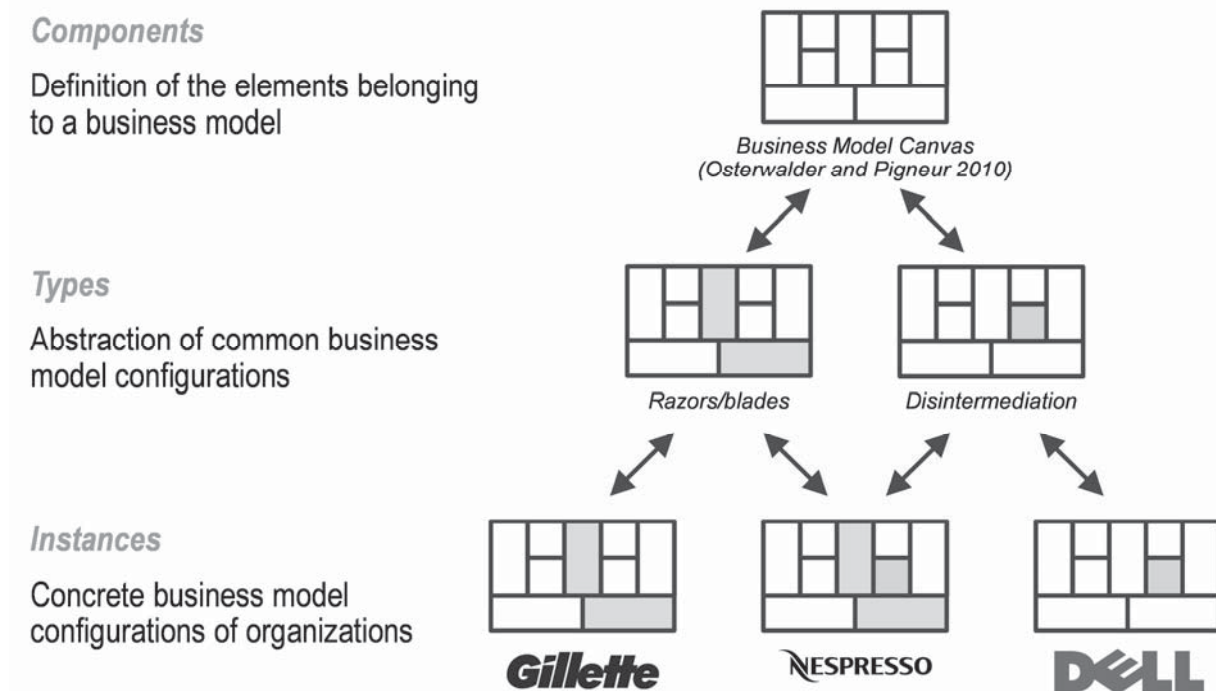 Components
Definition of the elements belonging
to a business model
Business Model Canvas
(Osterwalder and Pigneur 2010)
Types
Abstraction of common business
model configurations
Razors/blades
Disintermediation
Instances
Concrete business model
configurations of organizations
Gillette
NESPRESSO
DELL